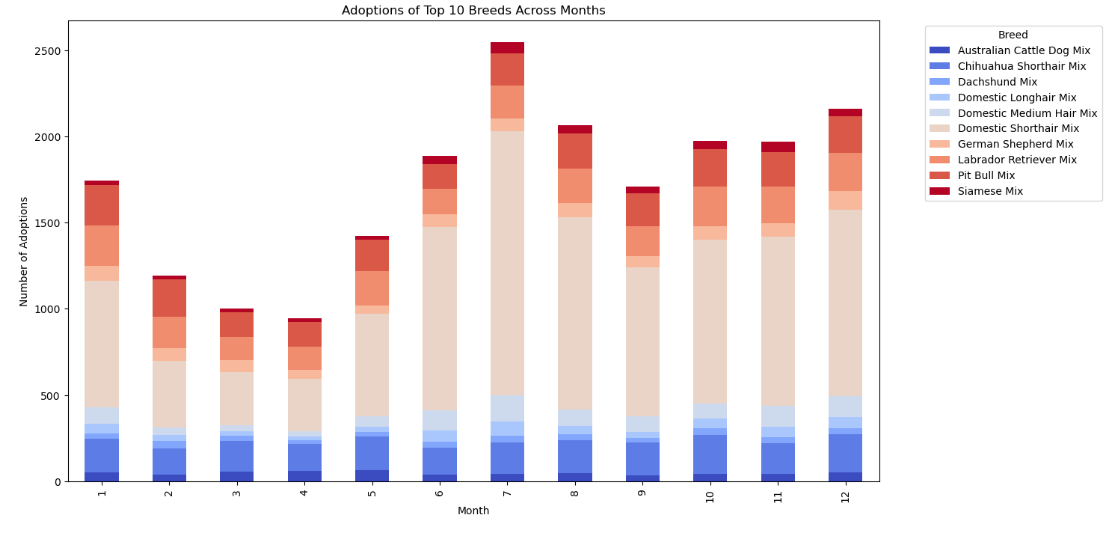 Adoptions of Top 10 Breeds Across Months
Number of Adoptions
2500
2000
1500
1000
500
0
1 2 3 4 5 6 7 8 9 10 11 12
Month
Breed
Australian Cattle Dog Mix
Chihuahua Shorthair Mix
Dachshund Mix
Domestic Longhair Mix
Domestic Medium Hair Mix
Domestic Shorthair Mix
German Shepherd Mix
Labrador Retriever Mix
Pit Bull Mix
Siamese Mix